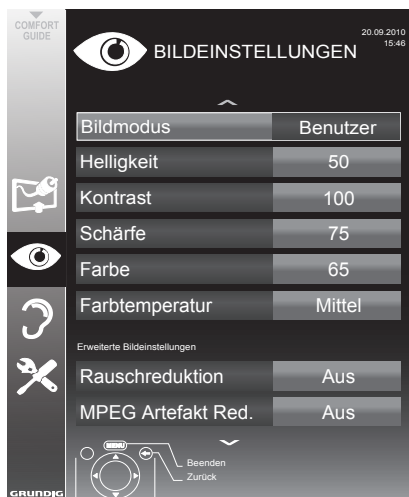 COMFORT
GUIDE
BILDEINSTELLUNGEN
20.09.2010
15:46
Bildmodus Benutzer
Helligkeit 50
Kontrast 100
Schärfe 75
Farbe 65
Farbtemperatur Mittel
Erweiterte Bildeinstellungen
Rauschreduktion Aus
MPEG Artefakt Red. Aus
MENU
Beenden
Zurück
GRUNDIG